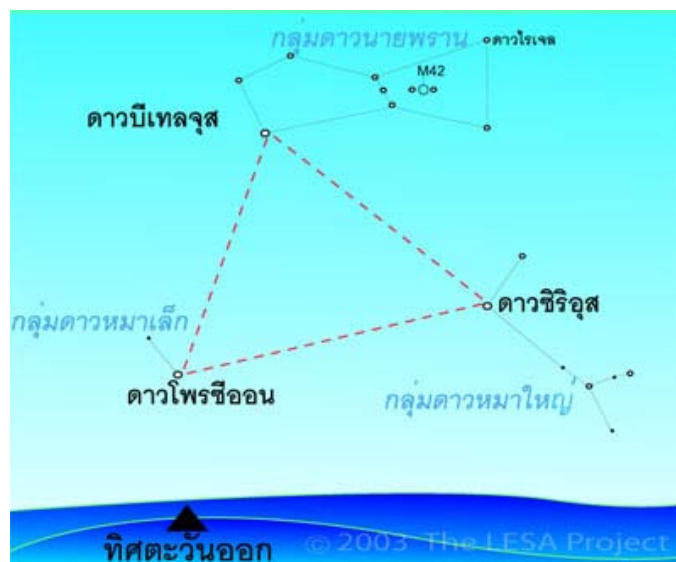 กลุ่มดาวนายพราน
ดาวไรเจล
M42
ดาวบีเทลจุส
ดาวซิริอุส
กลุ่มดาวหมาเล็ก
ดาวโพรซีออน
กลุ่มดาวหมาใหญ่
ทิศตะวันออก
© 2003 The LESA Project